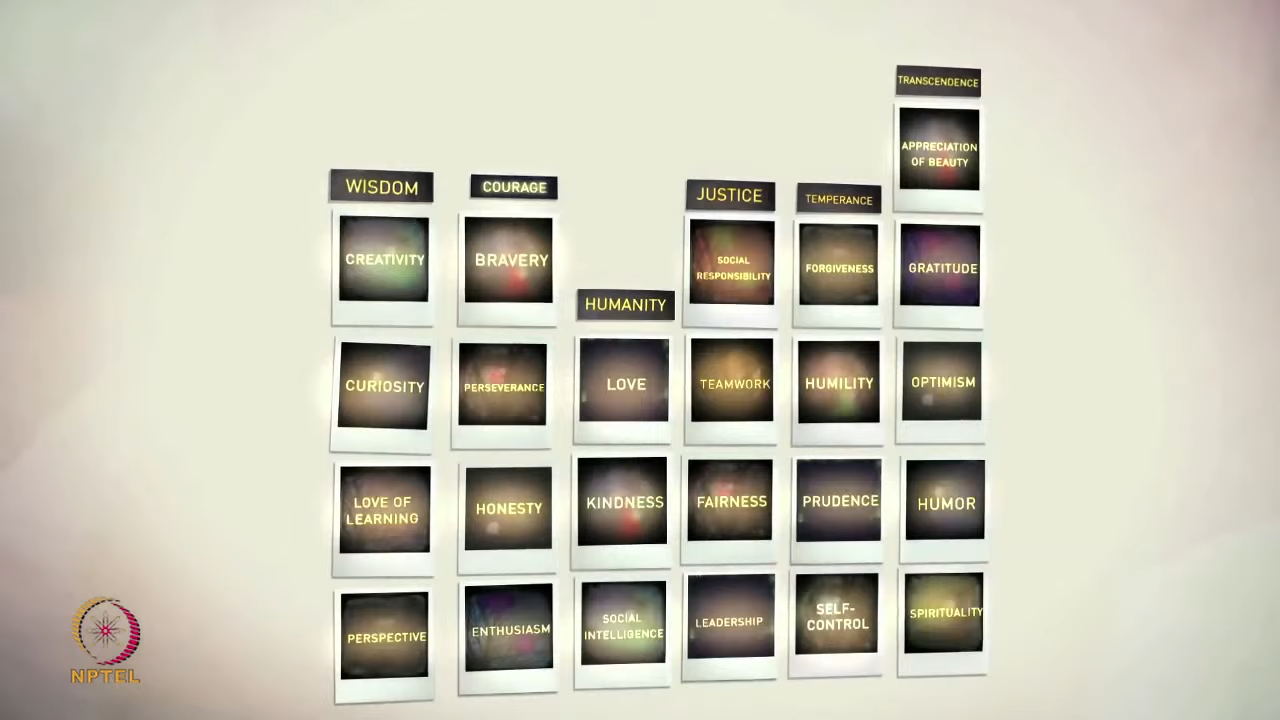 WISDOM
CREATIVITY
CURIOSITY
LOVE OF
LEARNING
PERSPECTIVE
COURAGE
BRAVERY
PERSEVERANCE
HONESTY
ENTHUSIASM
HUMANITY
LOVE
KINDNESS
SOCIAL
INTELLIGENCE
JUSTICE
SOCIAL
RESPONSIBILITY
TEAMWORK
FAIRNESS
LEADERSHIP
TEMPERANCE
FORGIVENESS
HUMILITY
PRUDENCE
SELF-
CONTROL
TRANSCENDENCE
APPRECIATION
OF BEAUTY
GRATITUDE
OPTIMISM
HUMOR
SPIRITUALITY
NPTEL